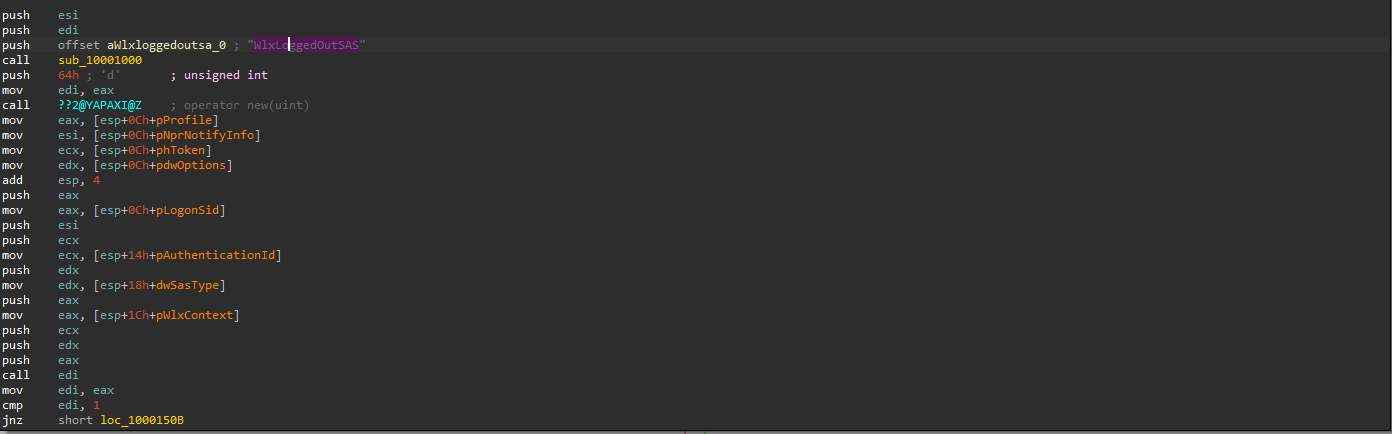 push esi
push edi
push offset aWlxloggedoutsa_0 ; "WlxLoggedOutSAS"
call sub_10001000
push 64h ; 'd' ; unsigned int
mov edi, eax
call ??2@YAPAXI@Z ; operator new(uint)
mov eax, [esp+0Ch+pProfile]
mov esi, [esp+0Ch+pNprNotifyInfo]
mov ecx, [esp+0Ch+phToken]
mov edx, [esp+0Ch+pdwOptions]
add esp, 4
push eax
mov eax, [esp+0Ch+pLogonSid]
push esi
push ecx
mov ecx, [esp+14h+pAuthenticationId]
push edx
mov edx, [esp+18h+dwSasType]
push eax
mov eax, [esp+1Ch+pWlxContext]
push ecx
push edx
push eax
call edi
mov edi, eax
cmp edi, 1
jnz short loc_1000150B